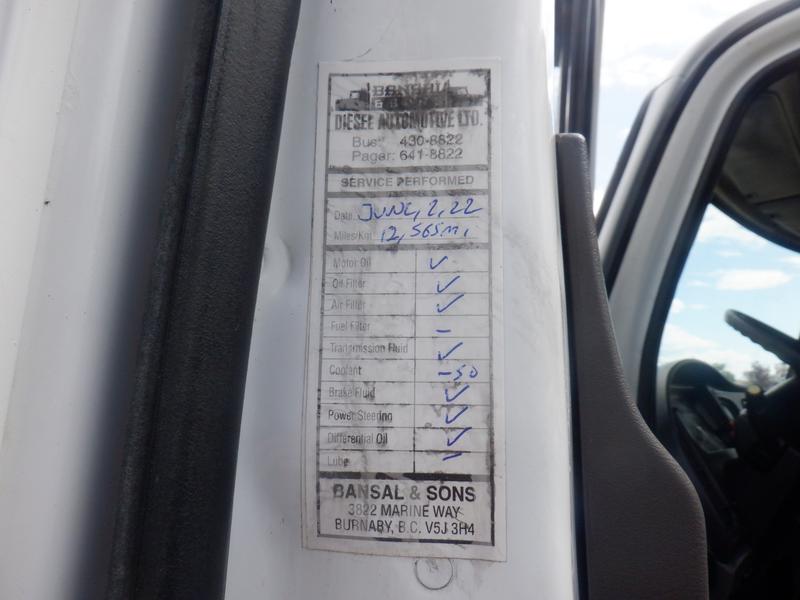 BANSAL
DIESEL AUTOMOTIVE LTD.
Bus: 430-8822
Pager: 641-8822
SERVICE PERFORMED
Date JUNE, 2, 22
Miles/Km 12,565 mi
Motor Oil ✓
Oil Filter ✓
Air Filter ✓
Fuel Filter –
Transmission Fluid ✓
Coolant –50
Brake Fluid ✓
Power Steering ✓
Differential Oil ✓
Lube –
BANSAL & SONS
3822 MARINE WAY
BURNABY, B.C. V5J 3H4